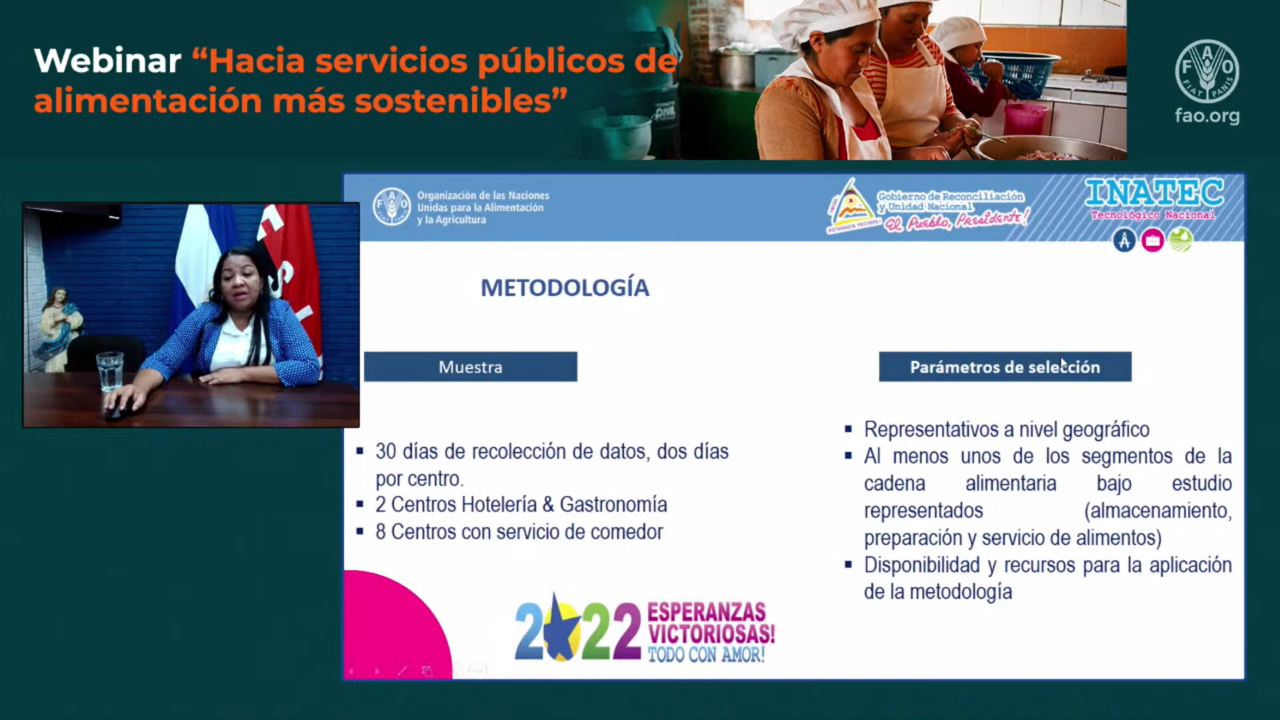 Webinar “Hacia servicios públicos de
alimentación más sostenibles”
FAO
FIAT PANIS
fao.org
Organización de las Naciones
Unidas para la Alimentación
y la Agricultura
Gobierno de Reconciliación
y Unidad Nacional
El Pueblo, Presidente!
INATEC
Tecnológico Nacional
METODOLOGÍA
Muestra
30 días de recolección de datos, dos días
por centro.
2 Centros Hotelería & Gastronomía
8 Centros con servicio de comedor
Parámetros de selección
Representativos a nivel geográfico
Al menos unos de los segmentos de la
cadena alimentaria bajo estudio
representados (almacenamiento,
preparación y servicio de alimentos)
Disponibilidad y recursos para la aplicación
de la metodología
2022 ESPERANZAS
VICTORIOSAS!
TODO CON AMOR!